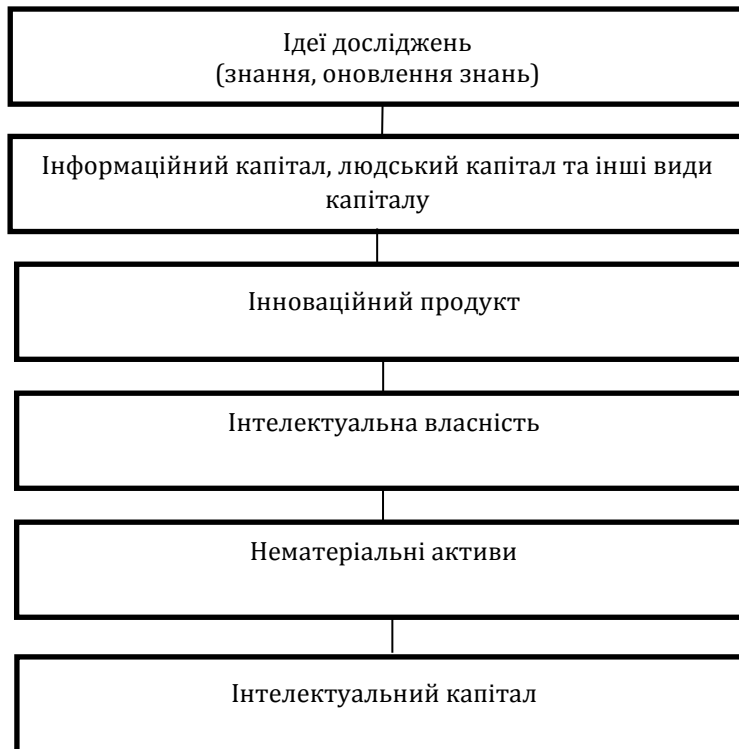 Ідеї досліджень
(знання, оновлення знань)
Інформаційний капітал, людський капітал та інші види
капіталу
Інноваційний продукт
Інтелектуальна власність
Нематеріальні активи
Інтелектуальний капітал